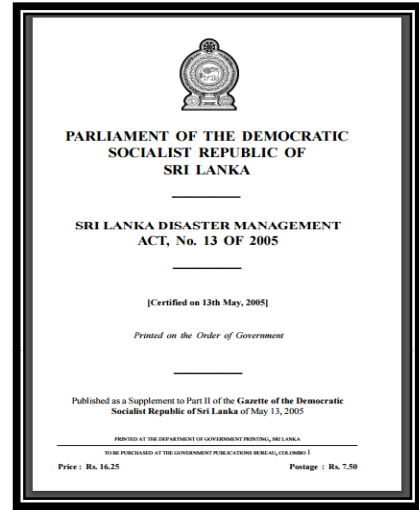 PARLIAMENT OF THE DEMOCRATIC
SOCIALIST REPUBLIC OF
SRI LANKA
SRI LANKA DISASTER MANAGEMENT
ACT, No. 13 OF 2005
[Certified on 13th May, 2005]
Printed on the Order of Government
Published as a Supplement to Part II of the Gazette of the Democratic
Socialist Republic of Sri Lanka of May 13, 2005
PRINTED AT THE DEPARTMENT OF GOVERNMENT PRINTING, SRI LANKA
TO BE PURCHASED AT THE GOVERNMENT PUBLICATIONS BUREAU, COLOMBO 1
Price : Rs. 16.25 Postage : Rs. 7.50